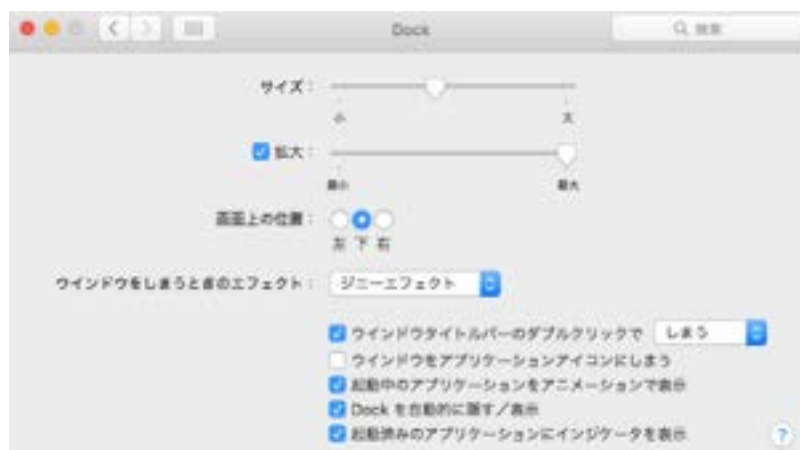 Dock
検索
サイズ：
小 大
拡大：
最小 最大
画面上の位置：
左 下 右
ウインドウをしまうときのエフェクト： ジニーエフェクト
ウインドウタイトルバーのダブルクリックで しまう
ウインドウをアプリケーションアイコンにしまう
起動中のアプリケーションをアニメーションで表示
Dock を自動的に隠す／表示
起動済みのアプリケーションにインジケータを表示
?